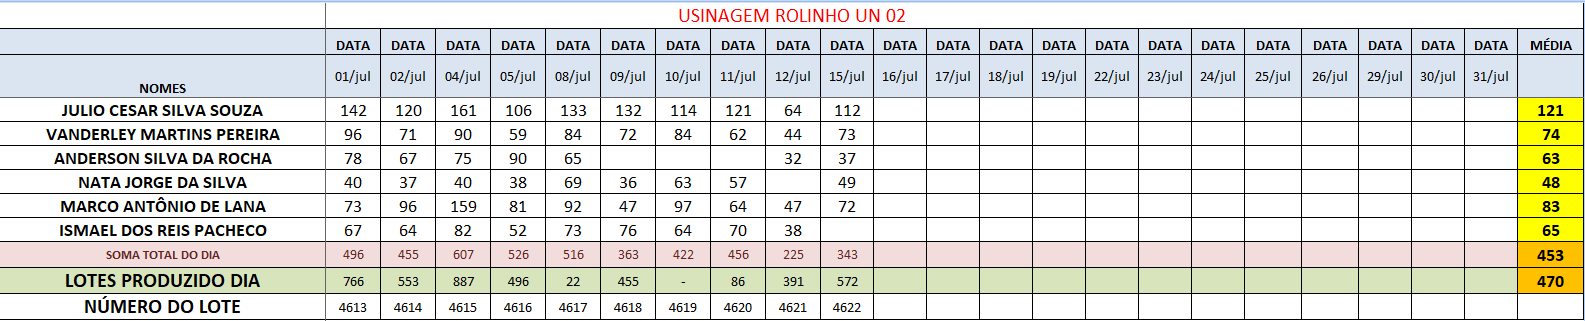 USINAGEM ROLINHO UN 02
DATA DATA DATA DATA DATA DATA DATA DATA DATA DATA DATA DATA DATA DATA DATA DATA DATA DATA DATA DATA DATA DATA MÉDIA
NOMES 01/jul 02/jul 04/jul 05/jul 08/jul 09/jul 10/jul 11/jul 12/jul 15/jul 16/jul 17/jul 18/jul 19/jul 22/jul 23/jul 24/jul 25/jul 26/jul 29/jul 30/jul 31/jul
JULIO CESAR SILVA SOUZA 142 120 161 106 133 132 114 121 64 112 121
VANDERLEY MARTINS PEREIRA 96 71 90 59 84 72 84 62 44 73 74
ANDERSON SILVA DA ROCHA 78 67 75 90 65 32 37 63
NATA JORGE DA SILVA 40 37 40 38 69 36 63 57 49 48
MARCO ANTÔNIO DE LANA 73 96 159 81 92 47 97 64 47 72 83
ISMAEL DOS REIS PACHECO 67 64 82 52 73 76 64 70 38 65
SOMA TOTAL DO DIA 496 455 607 526 516 363 422 456 225 343 453
LOTES PRODUZIDO DIA 766 553 887 496 22 455 - 86 391 572 470
NÚMERO DO LOTE 4613 4614 4615 4616 4617 4618 4619 4620 4621 4622